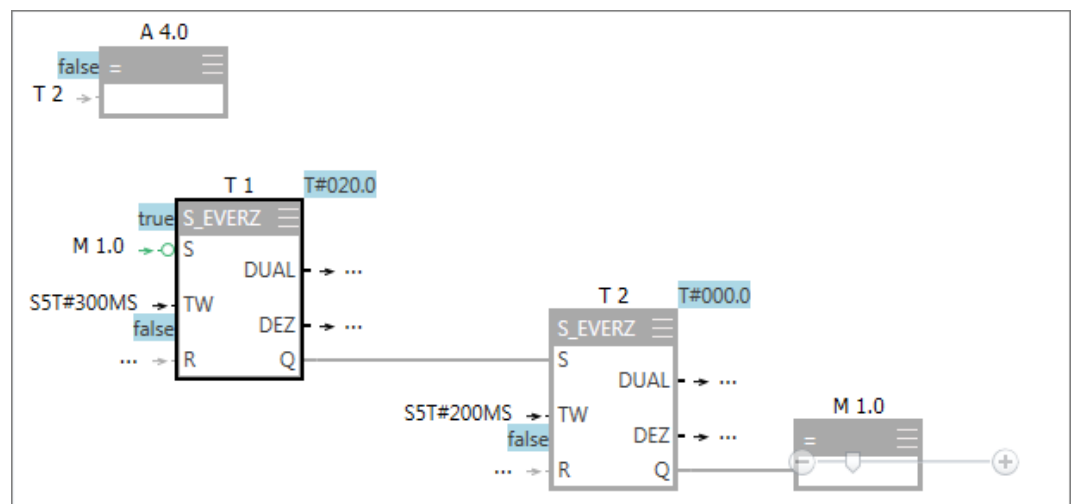 A 4.0
false
=
T 2
T 1
T#020.0
true
S_EVERZ
M 1.0
S
DUAL
...
S5T#300MS
TW
false
DEZ
...
...
R
Q
T 2
T#000.0
S_EVERZ
S
DUAL
...
S5T#200MS
TW
false
DEZ
...
...
R
Q
M 1.0
=